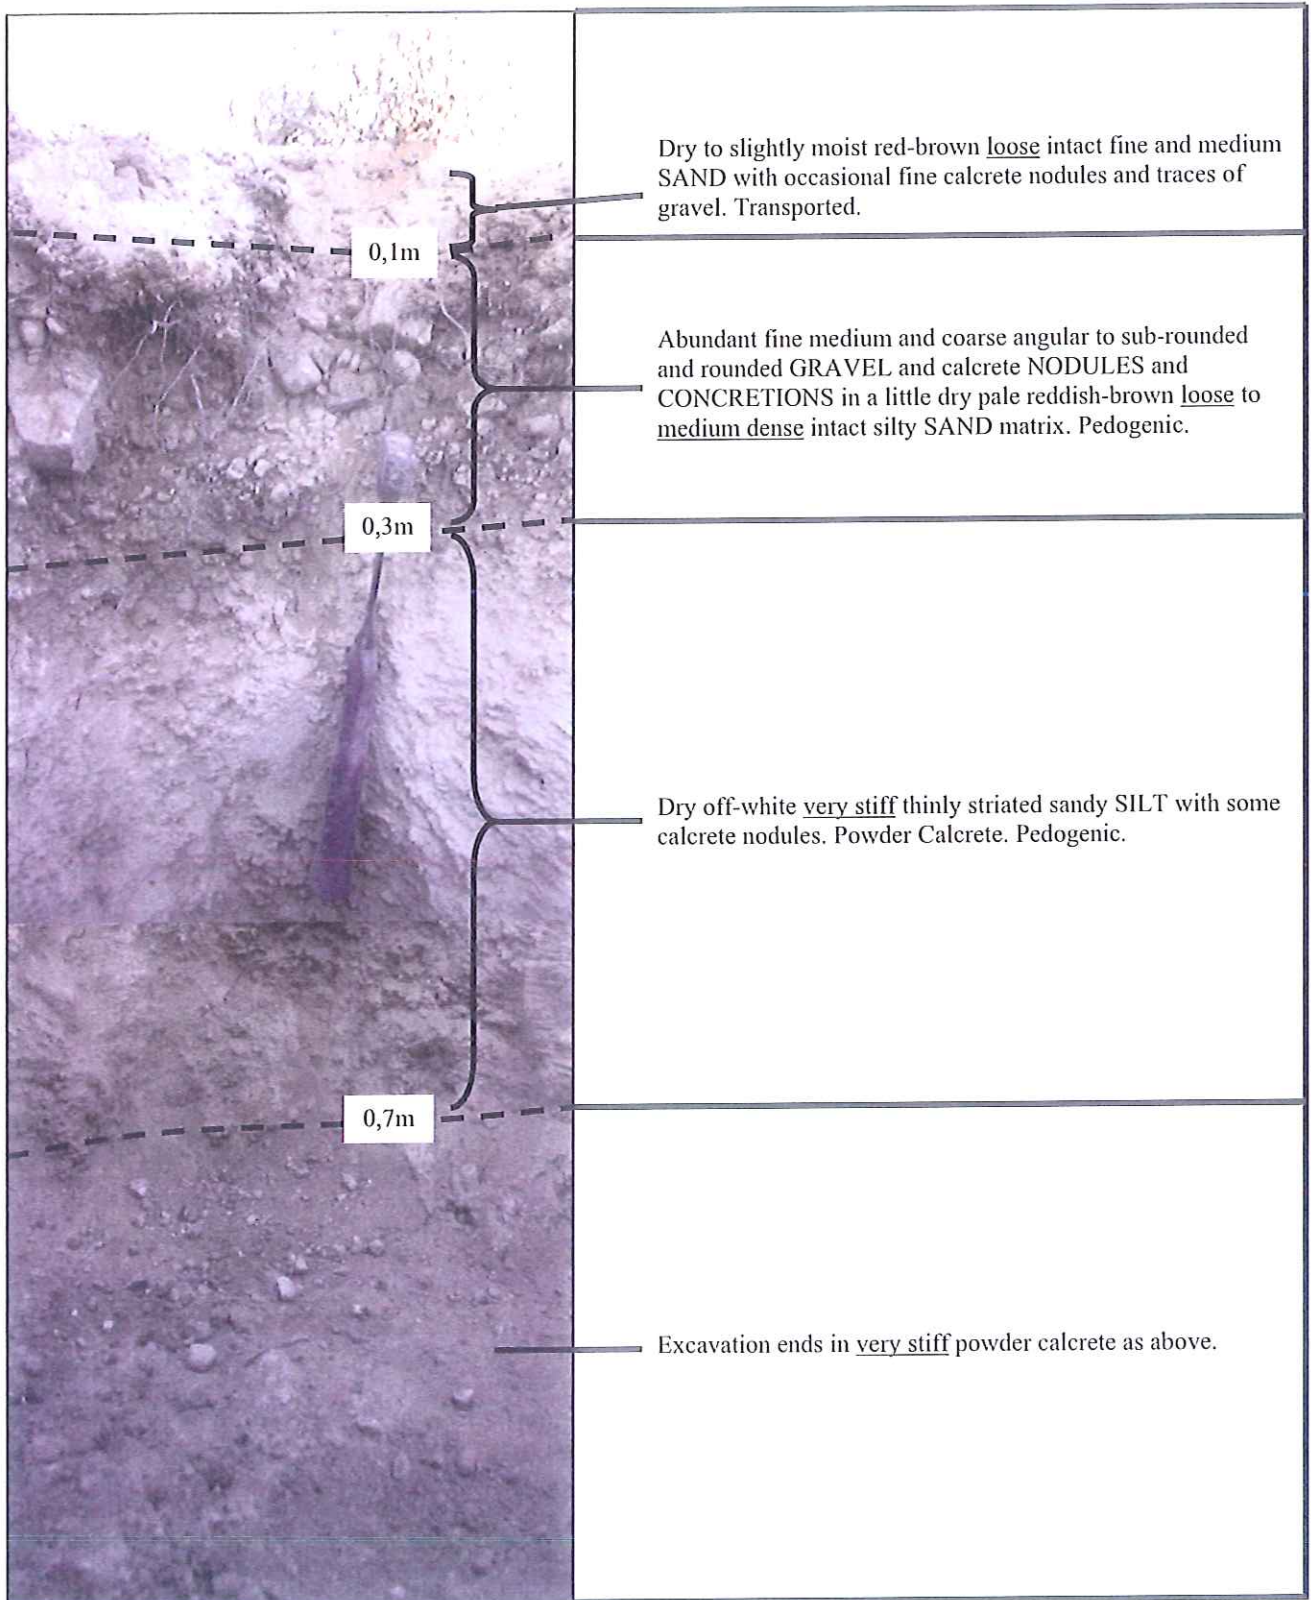 Dry to slightly moist red-brown loose intact fine and medium
SAND with occasional fine calcrete nodules and traces of
gravel. Transported.
0,1m
Abundant fine medium and coarse angular to sub-rounded
and rounded GRAVEL and calcrete NODULES and
CONCRETIONS in a little dry pale reddish-brown loose to
medium dense intact silty SAND matrix. Pedogenic.
0,3m
Dry off-white very stiff thinly striated sandy SILT with some
calcrete nodules. Powder Calcrete. Pedogenic.
0,7m
Excavation ends in very stiff powder calcrete as above.